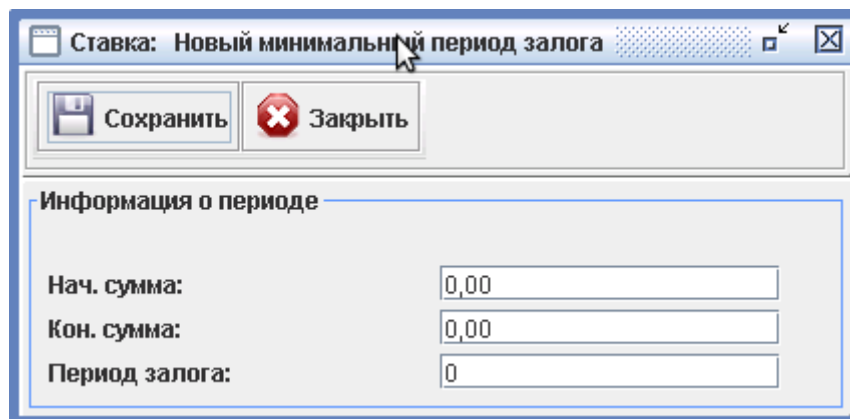 Ставка: Новый минимальный период залога
Сохранить Закрыть
Информация о периоде
Нач. сумма: 0,00
Кон. сумма: 0,00
Период залога: 0